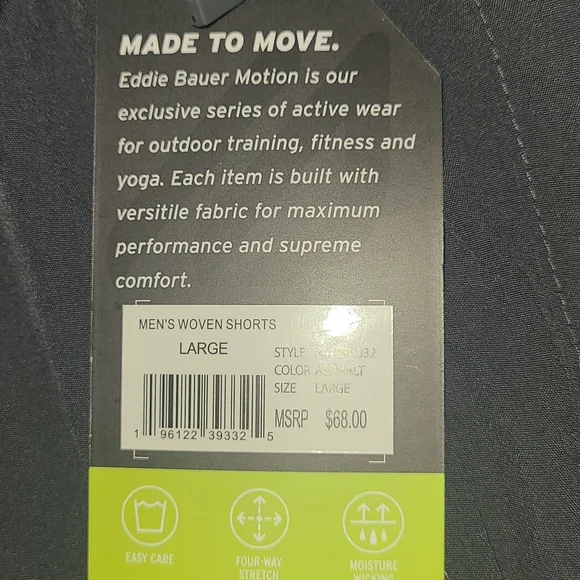 MADE TO MOVE.
Eddie Bauer Motion is our
exclusive series of active wear
for outdoor training, fitness and
yoga. Each item is built with
versitile fabric for maximum
performance and supreme
comfort.
MEN'S WOVEN SHORTS
LARGE
STYLE
COLOR ASPHALT
SIZE LARGE
MSRP $68.00
1 96122 39332 5
EASY CARE
FOUR-WAY
STRETCH
MOISTURE
WICKING